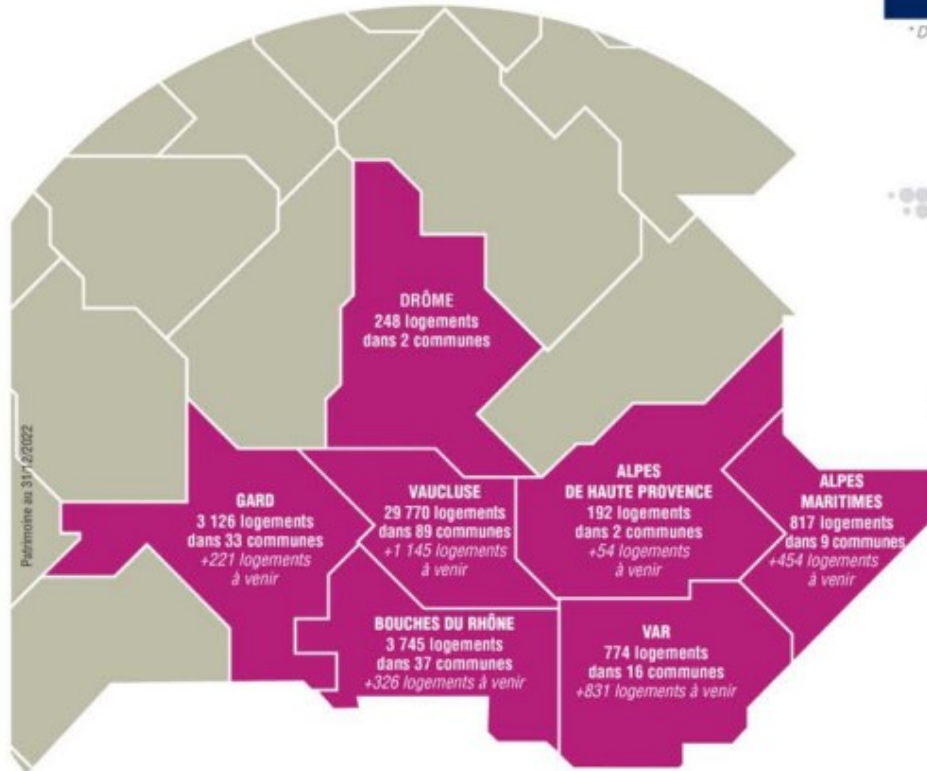 * D
DRÔME
248 logements
dans 2 communes
Patrimoine au 31/12/2022
GARD
3 126 logements
dans 33 communes
+221 logements
à venir
VAUCLUSE
29 770 logements
dans 89 communes
+1 145 logements
à venir
ALPES
DE HAUTE PROVENCE
192 logements
dans 2 communes
+54 logements
à venir
ALPES
MARITIMES
817 logements
dans 9 communes
+454 logements
à venir
BOUCHES DU RHÔNE
3 745 logements
dans 37 communes
+326 logements à venir
VAR
774 logements
dans 16 communes
+831 logements à venir